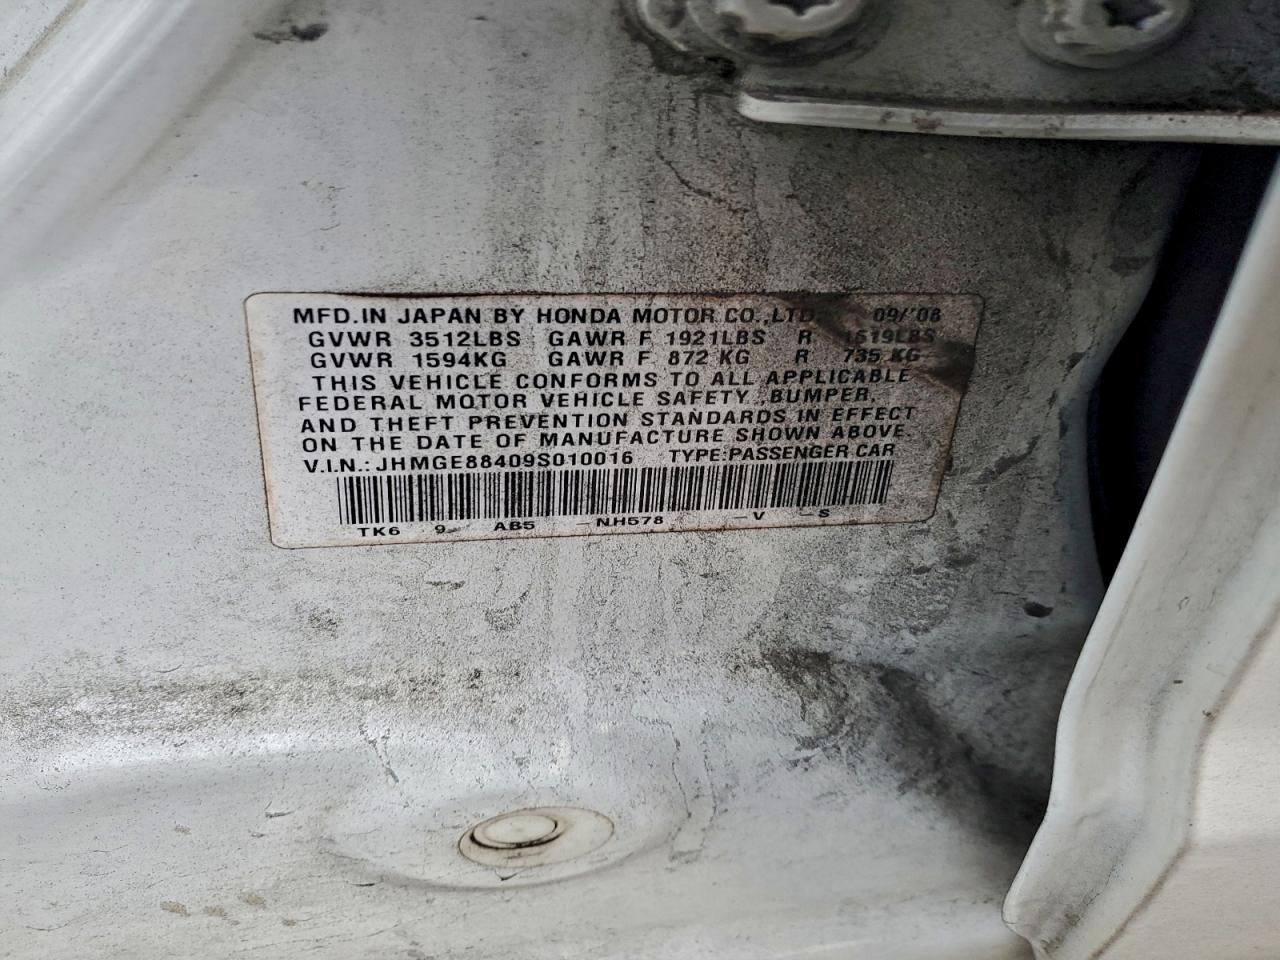 MFD. IN JAPAN BY HONDA MOTOR CO., LTD. 09/'08
GVWR 3512LBS GAWR F 1921LBS R 1619LBS
GVWR 1594KG GAWR F 872 KG R 735 KG
THIS VEHICLE CONFORMS TO ALL APPLICABLE
FEDERAL MOTOR VEHICLE SAFETY, BUMPER,
AND THEFT PREVENTION STANDARDS IN EFFECT
ON THE DATE OF MANUFACTURE SHOWN ABOVE.
V.I.N.: JHMGE88409S010016 TYPE:PASSENGER CAR
TK6 9 AB5 -NH578 -V -S